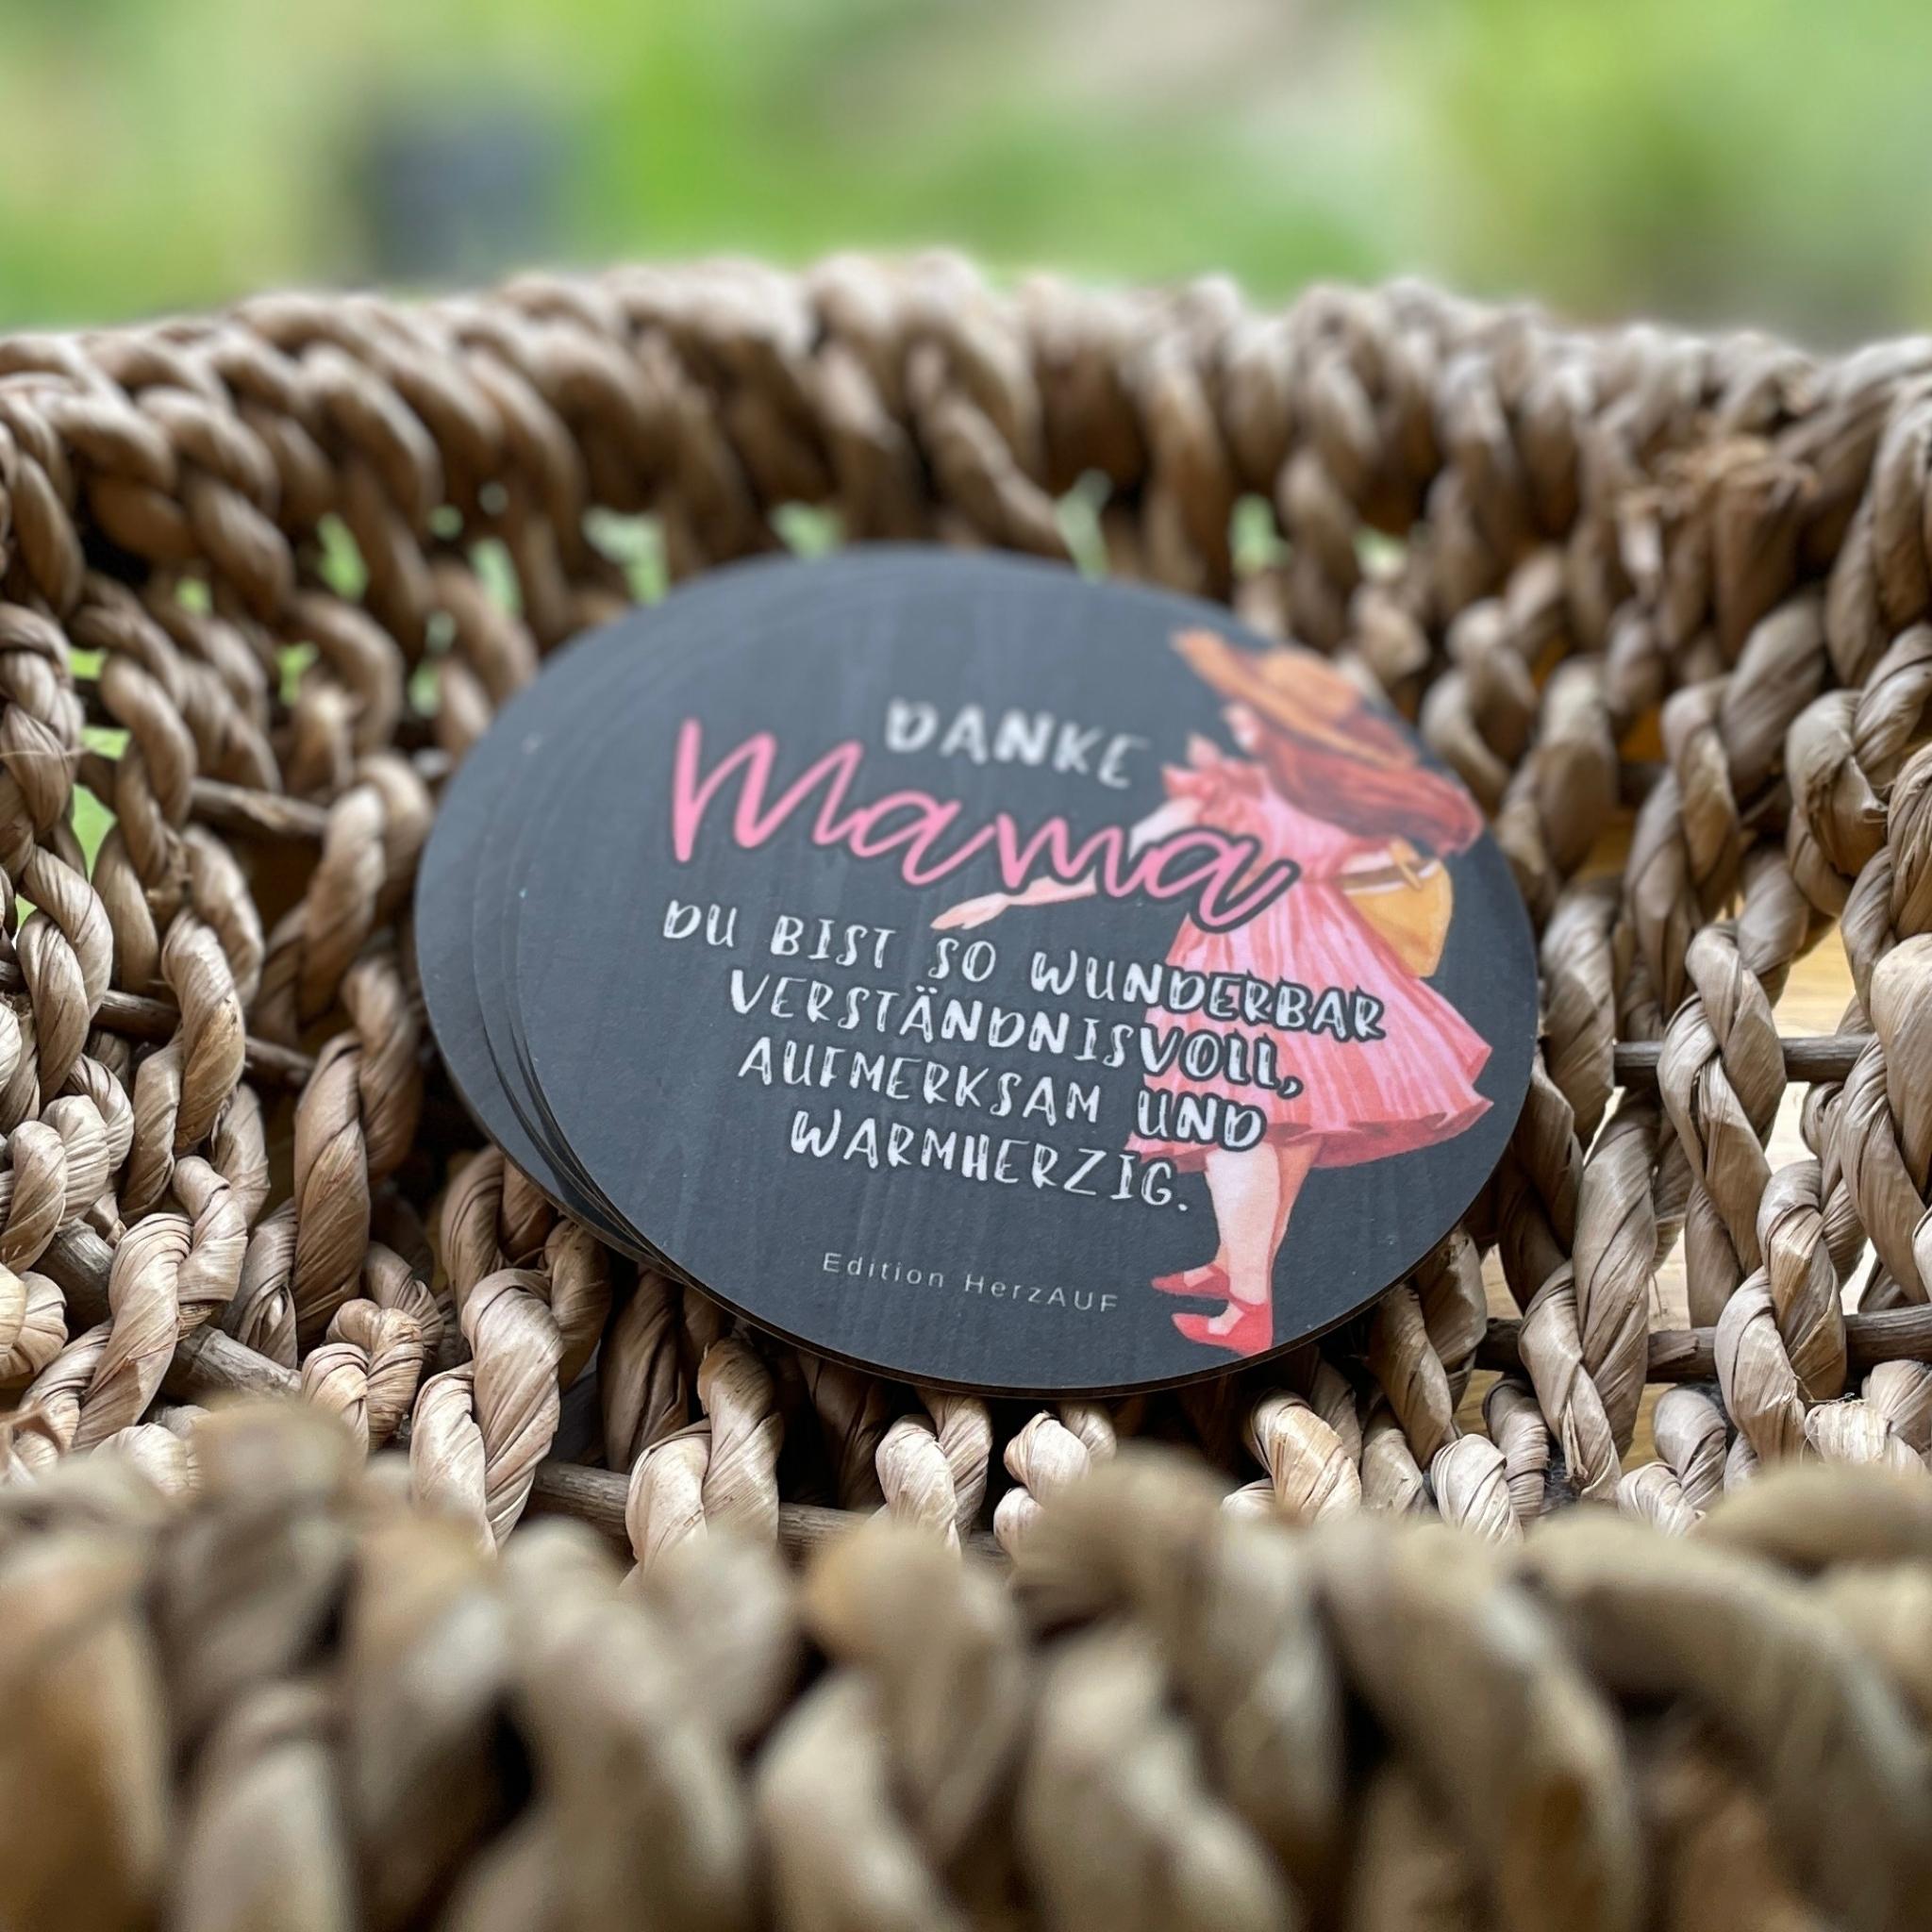 DANKE
Mama
DU BIST SO WUNDERBAR
VERSTÄNDNISVOLL,
AUFMERKSAM UND
WARMHERZIG.
Edition HerzAUF